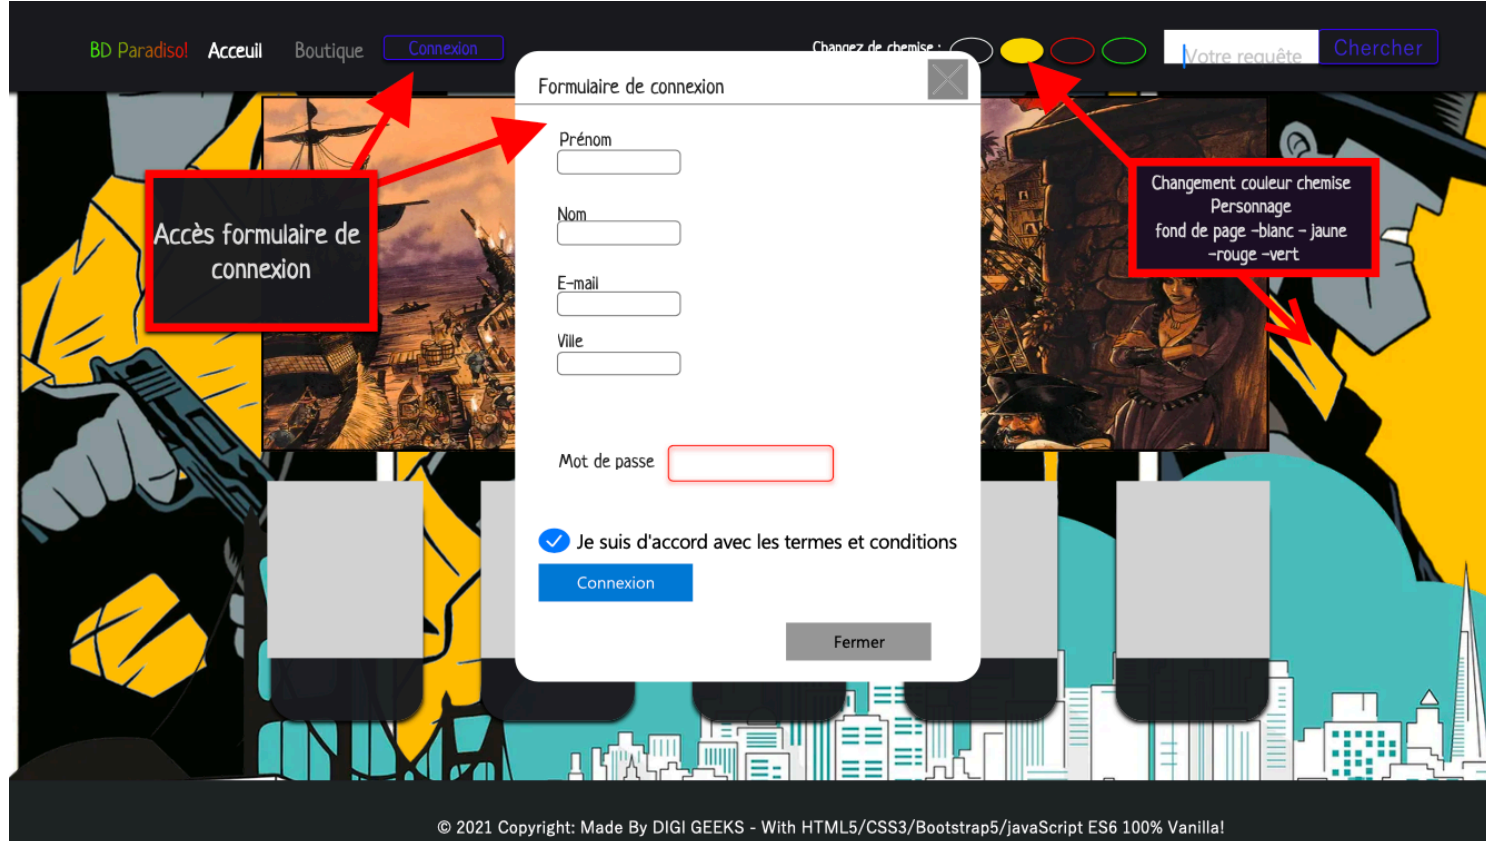 BD Paradiso! Acceuil Boutique Connexion Changez de chemise : Votre requête Chercher
Formulaire de connexion
Prénom
Nom
E-mail
Ville
Mot de passe
Je suis d'accord avec les termes et conditions
Connexion
Fermer
Accès formulaire de
connexion
Changement couleur chemise
Personnage
fond de page -blanc - jaune
-rouge -vert
© 2021 Copyright: Made By DIGI GEEKS - With HTML5/CSS3/Bootstrap5/javaScript ES6 100% Vanilla!